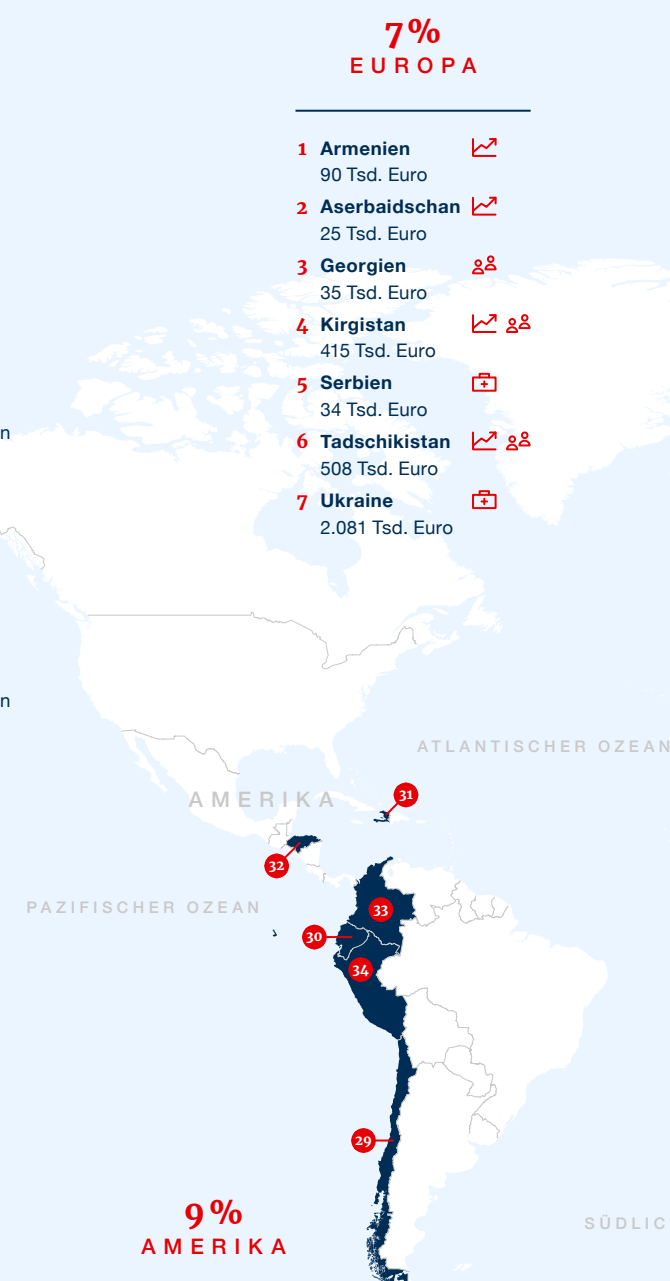 7%
EUROPA
1 Armenien
90 Tsd. Euro
2 Aserbaidschan
25 Tsd. Euro
3 Georgien
35 Tsd. Euro
4 Kirgistan
415 Tsd. Euro
5 Serbien
34 Tsd. Euro
n
6 Tadschikistan
508 Tsd. Euro
7 Ukraine
2.081 Tsd. Euro
n
ATLANTISCHER OZEAN
AMERIKA
31
32
PAZIFISCHER OZEAN
33
30
34
29
9%
AMERIKA
SÜDLIC